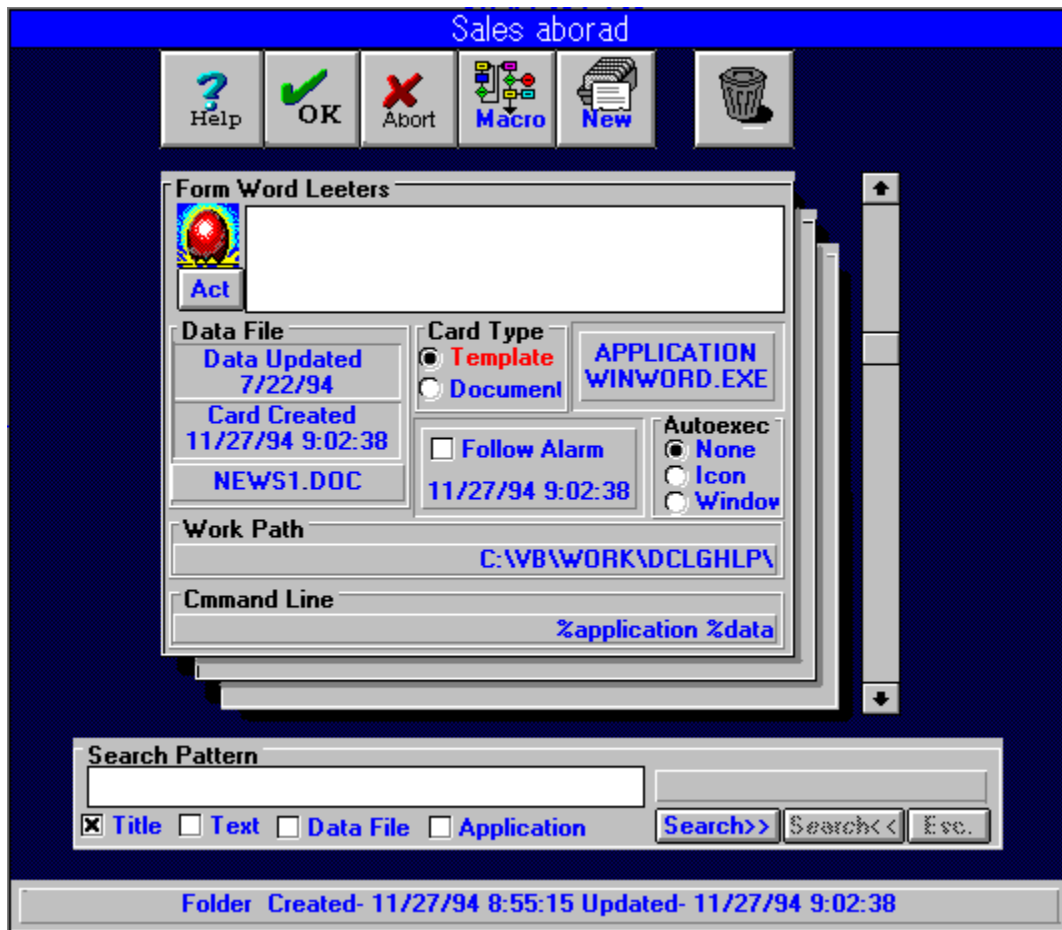 Sales aborad
Help
OK
Abort
Macro
New
Form Word Leeters
Act
Data File
Data Updated
7/22/94
Card Created
11/27/94 9:02:38
NEWS1.DOC
Card Type
Template
Document
APPLICATION
WINWORD.EXE
Follow Alarm
11/27/94 9:02:38
Autoexec
None
Icon
Window
Work Path
C:\VB\WORK\DCLGHLP\
Cmmand Line
%application %data
Search Pattern
Title Text Data File Application
Search>> Search<< Esc.
Folder Created- 11/27/94 8:55:15 Updated- 11/27/94 9:02:38